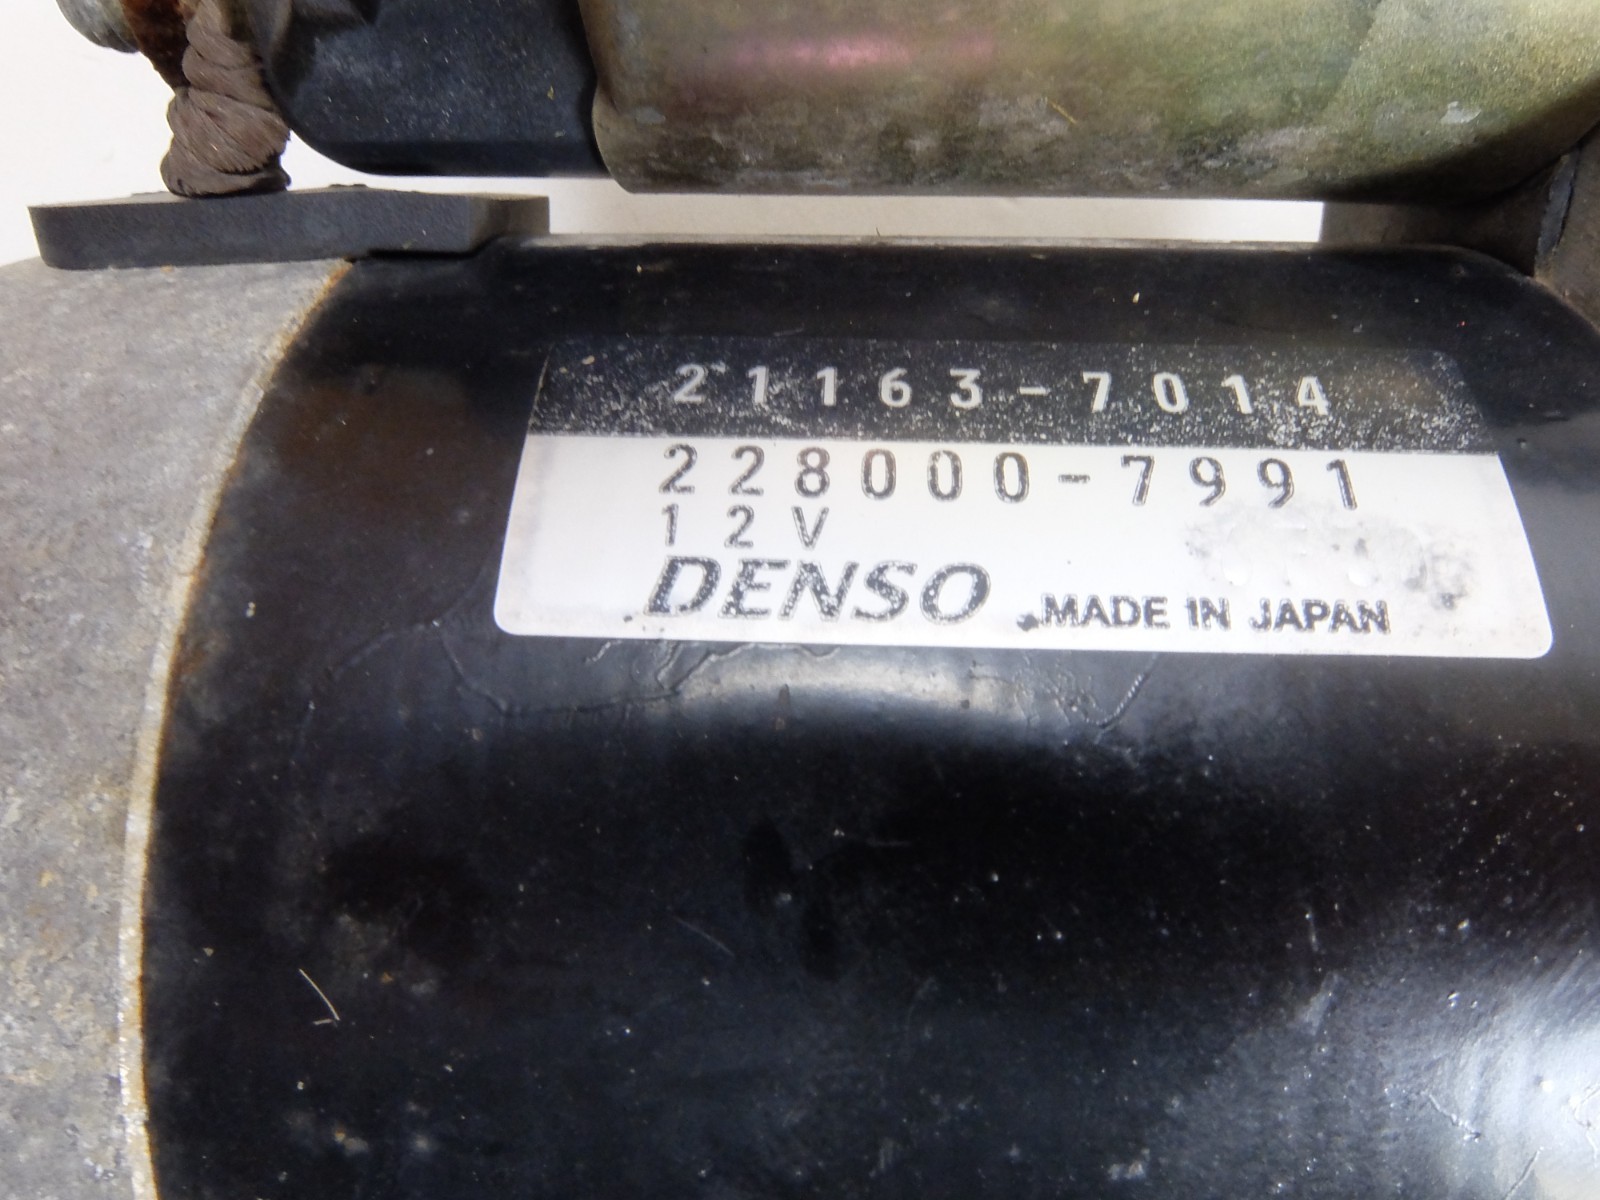 21163-7014
228000-7991
12V
DENSO MADE IN JAPAN